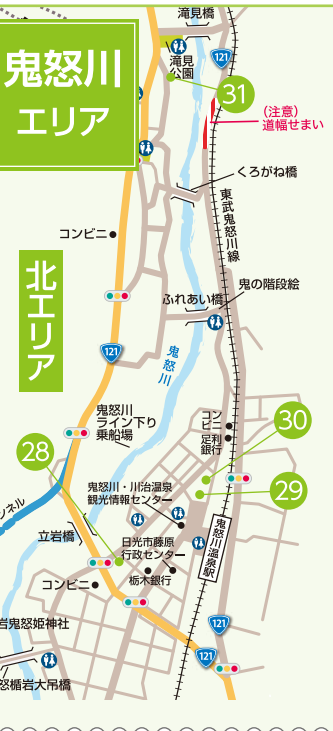 滝見橋
鬼怒川
エリア
滝見
公園
121
31
(注意)
道幅せまい
くろがね橋
東武鬼怒川線
コンビニ
北エリア
鬼の階段絵
ふれあい橋
121
鬼怒川
鬼怒川
ライン下り
乗船場
コン
ビニ
足利
銀行
30
28
29
鬼怒川・川治温泉
観光情報センター
鬼怒川温泉駅
立岩橋
日光市藤原
行政センター
栃木銀行
コンビニ
121
岩鬼怒姫神社
121
怒楯岩大吊橋